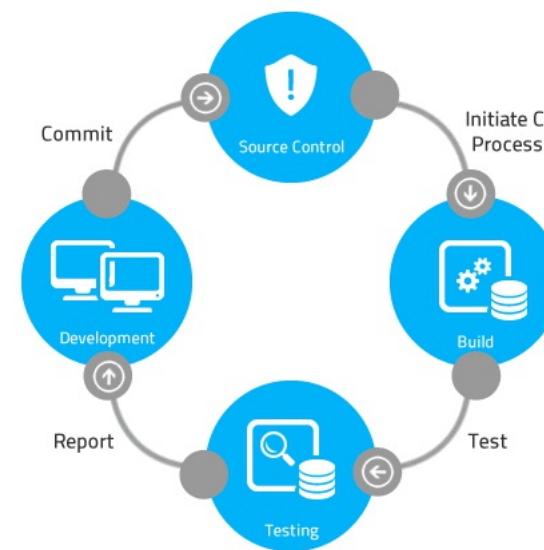 Source Control
Commit
Initiate C
Process
Development
Build
Report
Test
Testing